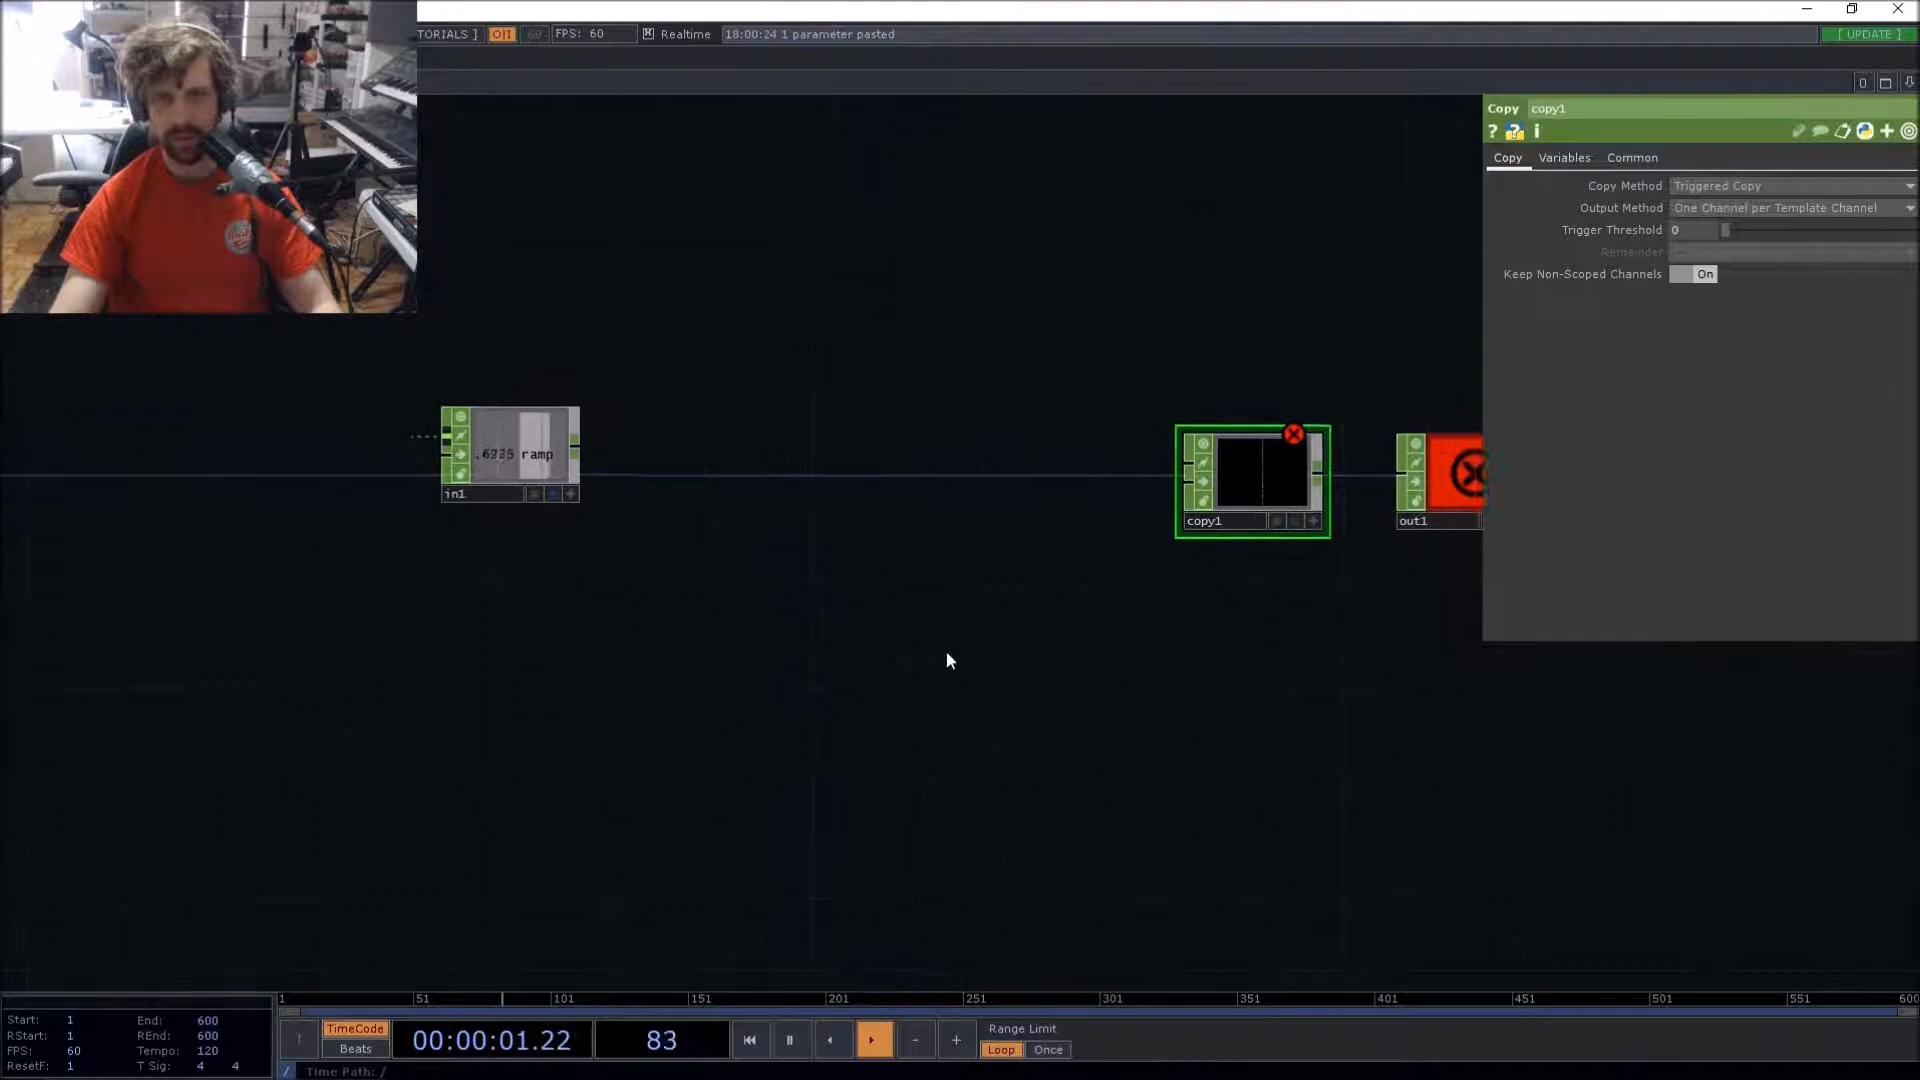 TORIALS ] O|I 60 FPS: 60 Realtime 18:00:24 1 parameter pasted [ UPDATE ]
0
Copy copy1
? ? i
Copy Variables Common
Copy Method Triggered Copy
Output Method One Channel per Template Channel
Trigger Threshold 0
Remainder
Keep Non-Scoped Channels On
ramp
in1
copy1
out1
1 51 101 151 201 251 301 351 401 451 501 551 600
Start: 1 End: 600
RStart: 1 REnd: 600
FPS: 60 Tempo: 120
ResetF: 1 T Sig: 4 4
TimeCode
Beats
00:00:01.22
83
- +
Range Limit
Loop Once
/ Time Path: /